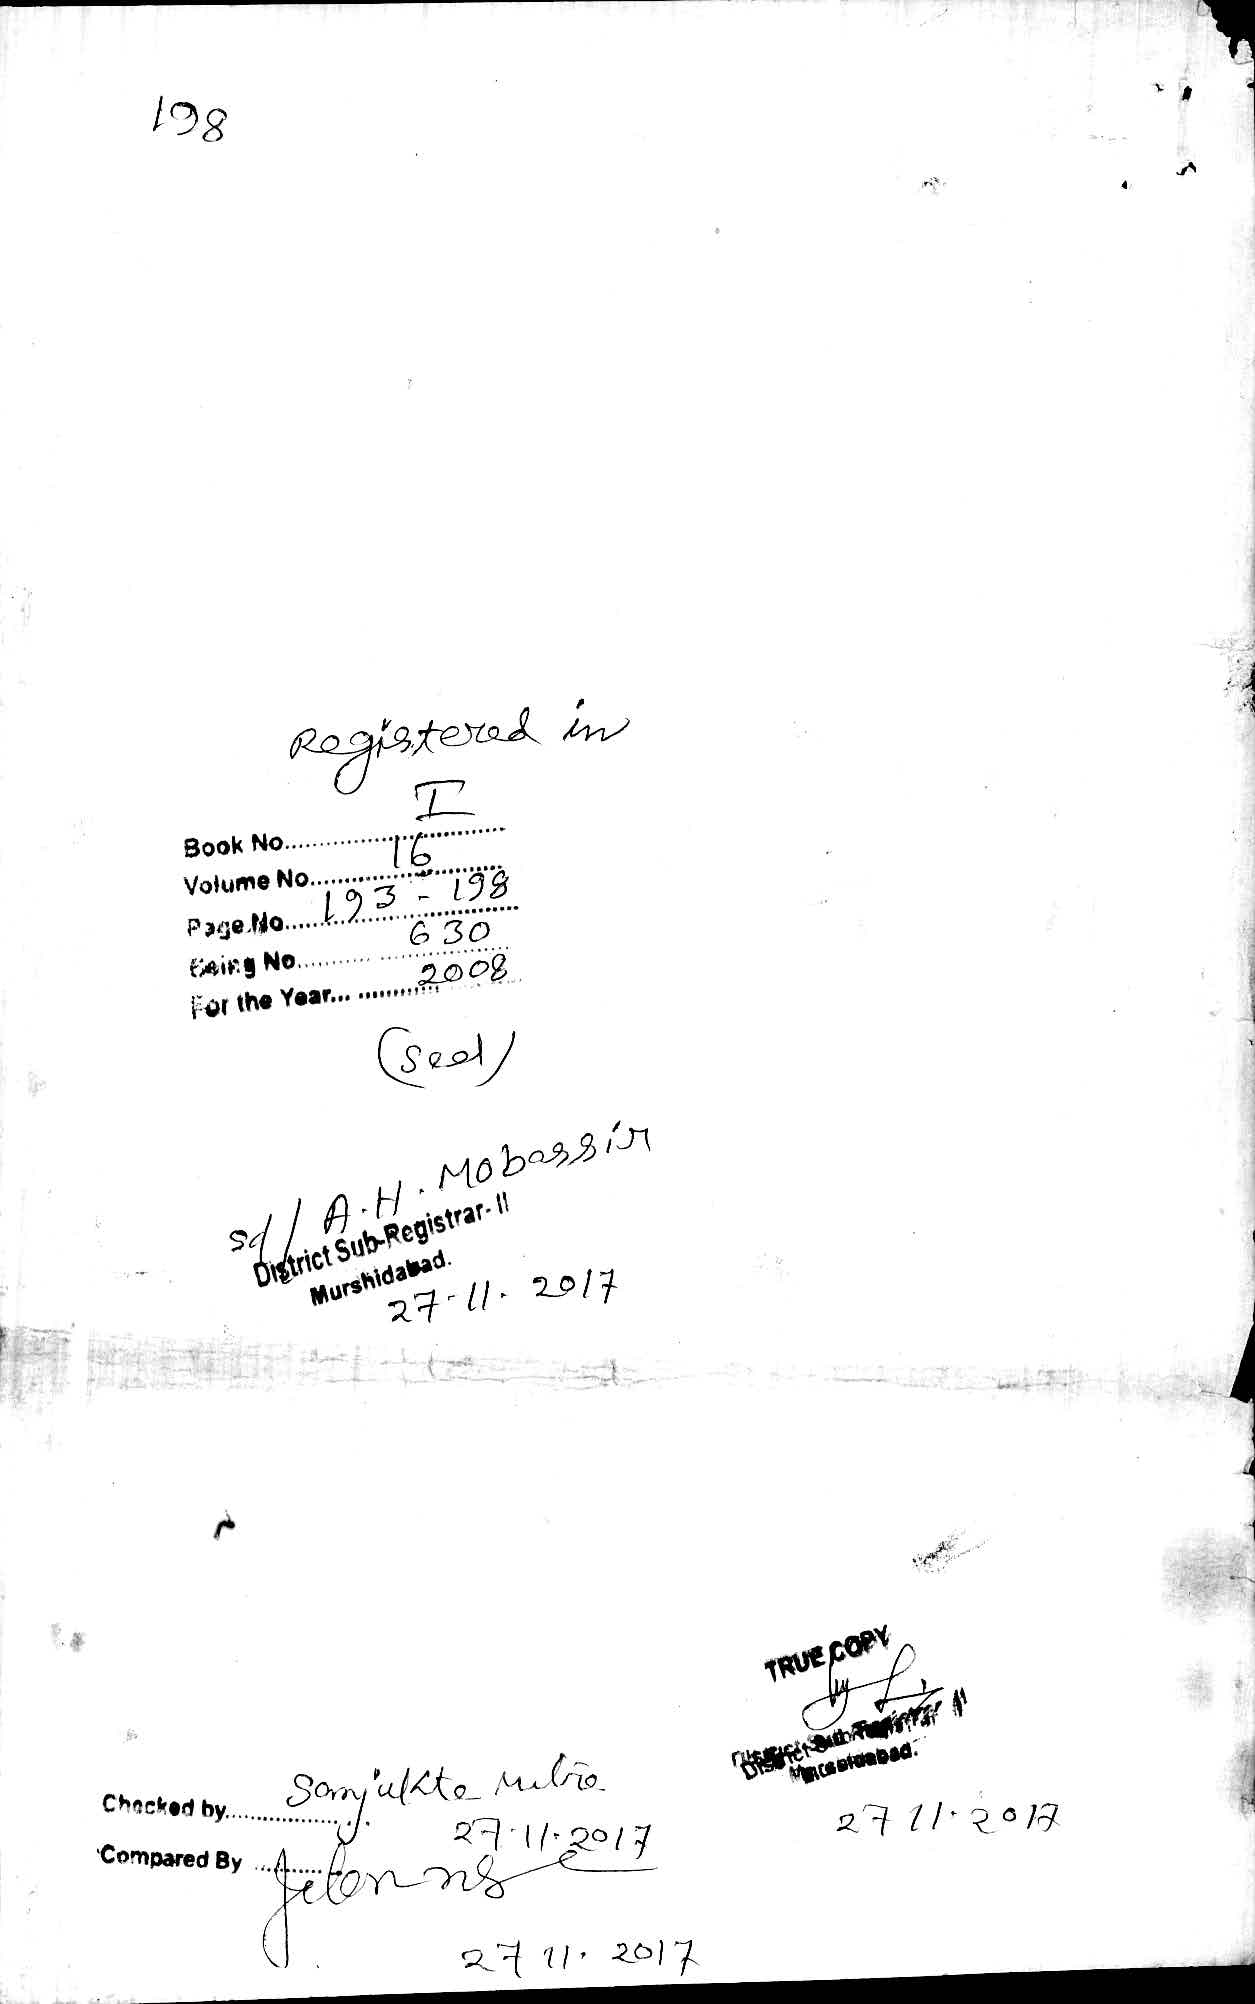 198
Registered in
Book No. I
Volume No. 16
Page No. 193 - 198
Being No. 630
For the Year... 2008
(Seal)
sd/ A.H. Mobassir
District Sub-Registrar-II
Murshidabad.
27-11. 2017
TRUE COPY
District Sub-Registrar II
Murshidabad.
27 11. 2017
Checked by Sanjukta Mitra
27.11.2017
Compared By
27 11. 2017